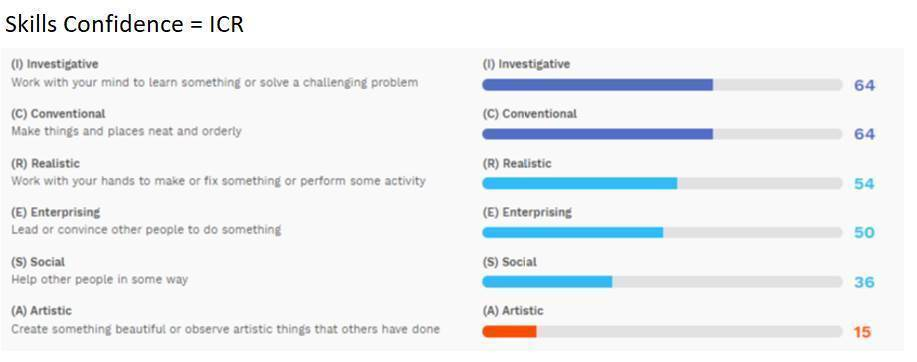 Skills Confidence = ICR
(I) Investigative
Work with your mind to learn something or solve a challenging problem
(I) Investigative
64
(C) Conventional
Make things and places neat and orderly
(C) Conventional
64
(R) Realistic
Work with your hands to make or fix something or perform some activity
(R) Realistic
54
(E) Enterprising
Lead or convince other people to do something
(E) Enterprising
50
(S) Social
Help other people in some way
(S) Social
36
(A) Artistic
Create something beautiful or observe artistic things that others have done
(A) Artistic
15